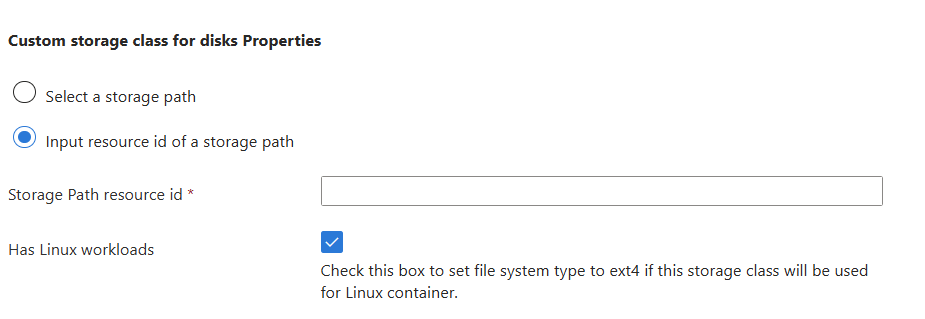 Custom storage class for disks Properties
Select a storage path
Input resource id of a storage path
Storage Path resource id *
Has Linux workloads
Check this box to set file system type to ext4 if this storage class will be used
for Linux container.